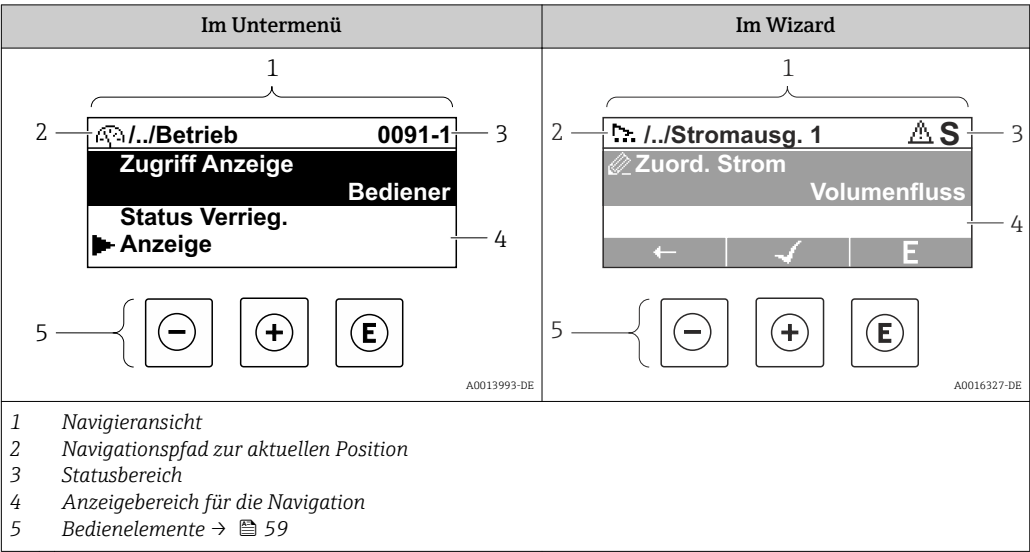 Im Untermenü
Im Wizard
1
2
/../Betrieb 0091-1
3
Zugriff Anzeige
Bediener
Status Verrieg.
Anzeige
4
5
- + E
A0013993-DE
1
2
/../Stromausg. 1 S
3
Zuord. Strom
Volumenfluss
4
← ✓ E
5
- + E
A0016327-DE
1 Navigieransicht
2 Navigationspfad zur aktuellen Position
3 Statusbereich
4 Anzeigebereich für die Navigation
5 Bedienelemente → 59